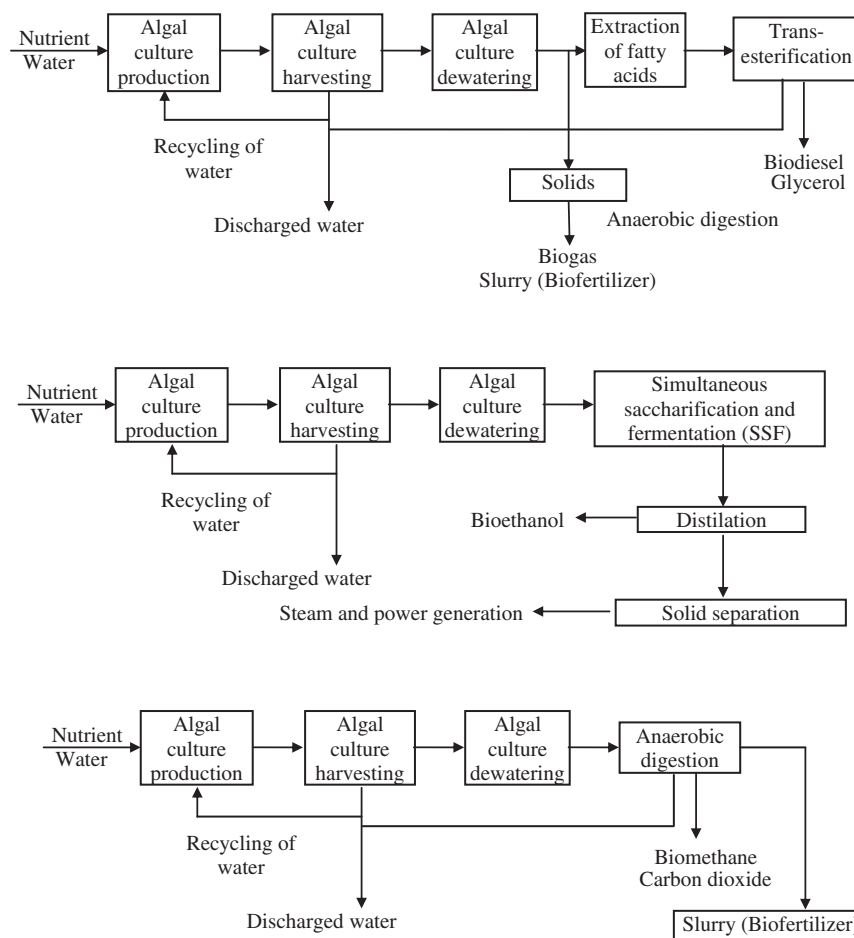 Nutrient
Water
Algal
culture
production
Algal
culture
harvesting
Algal
culture
dewatering
Extraction
of fatty
acids
Trans-
esterification
Recycling of
water
Discharged water
Solids
Anaerobic digestion
Biogas
Slurry (Biofertilizer)
Biodiesel
Glycerol
Nutrient
Water
Algal
culture
production
Algal
culture
harvesting
Algal
culture
dewatering
Simultaneous
saccharification and
fermentation (SSF)
Recycling of
water
Discharged water
Bioethanol
Distilation
Steam and power generation
Solid separation
Nutrient
Water
Algal
culture
production
Algal
culture
harvesting
Algal
culture
dewatering
Anaerobic
digestion
Recycling of
water
Discharged water
Biomethane
Carbon dioxide
Slurry (Biofertilizer)